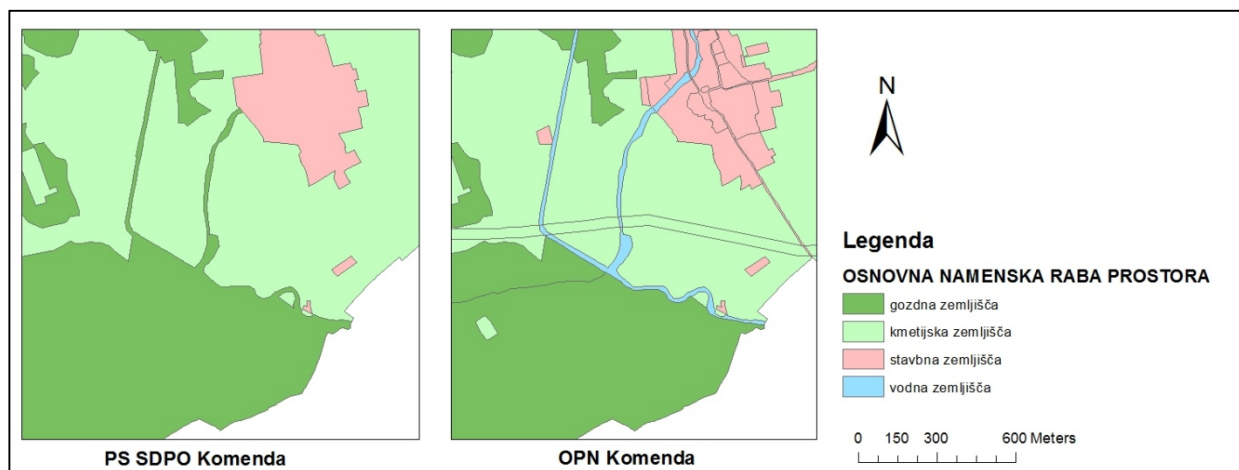 PS SDPO Komenda
OPN Komenda
N
Legenda
OSNOVNA NAMENSKA RABA PROSTORA
gozdna zemljišča
kmetijska zemljišča
stavbna zemljišča
vodna zemljišča
0 150 300 600 Meters